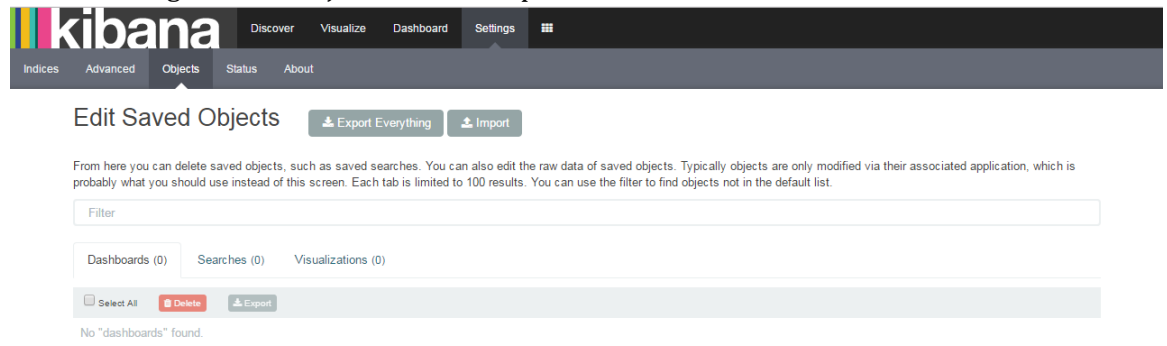 kibana Discover Visualize Dashboard Settings
Indices Advanced Objects Status About
Edit Saved Objects Export Everything Import
From here you can delete saved objects, such as saved searches. You can also edit the raw data of saved objects. Typically objects are only modified via their associated application, which is
probably what you should use instead of this screen. Each tab is limited to 100 results. You can use the filter to find objects not in the default list.
Filter
Dashboards (0) Searches (0) Visualizations (0)
Select All Delete Export
No "dashboards" found.